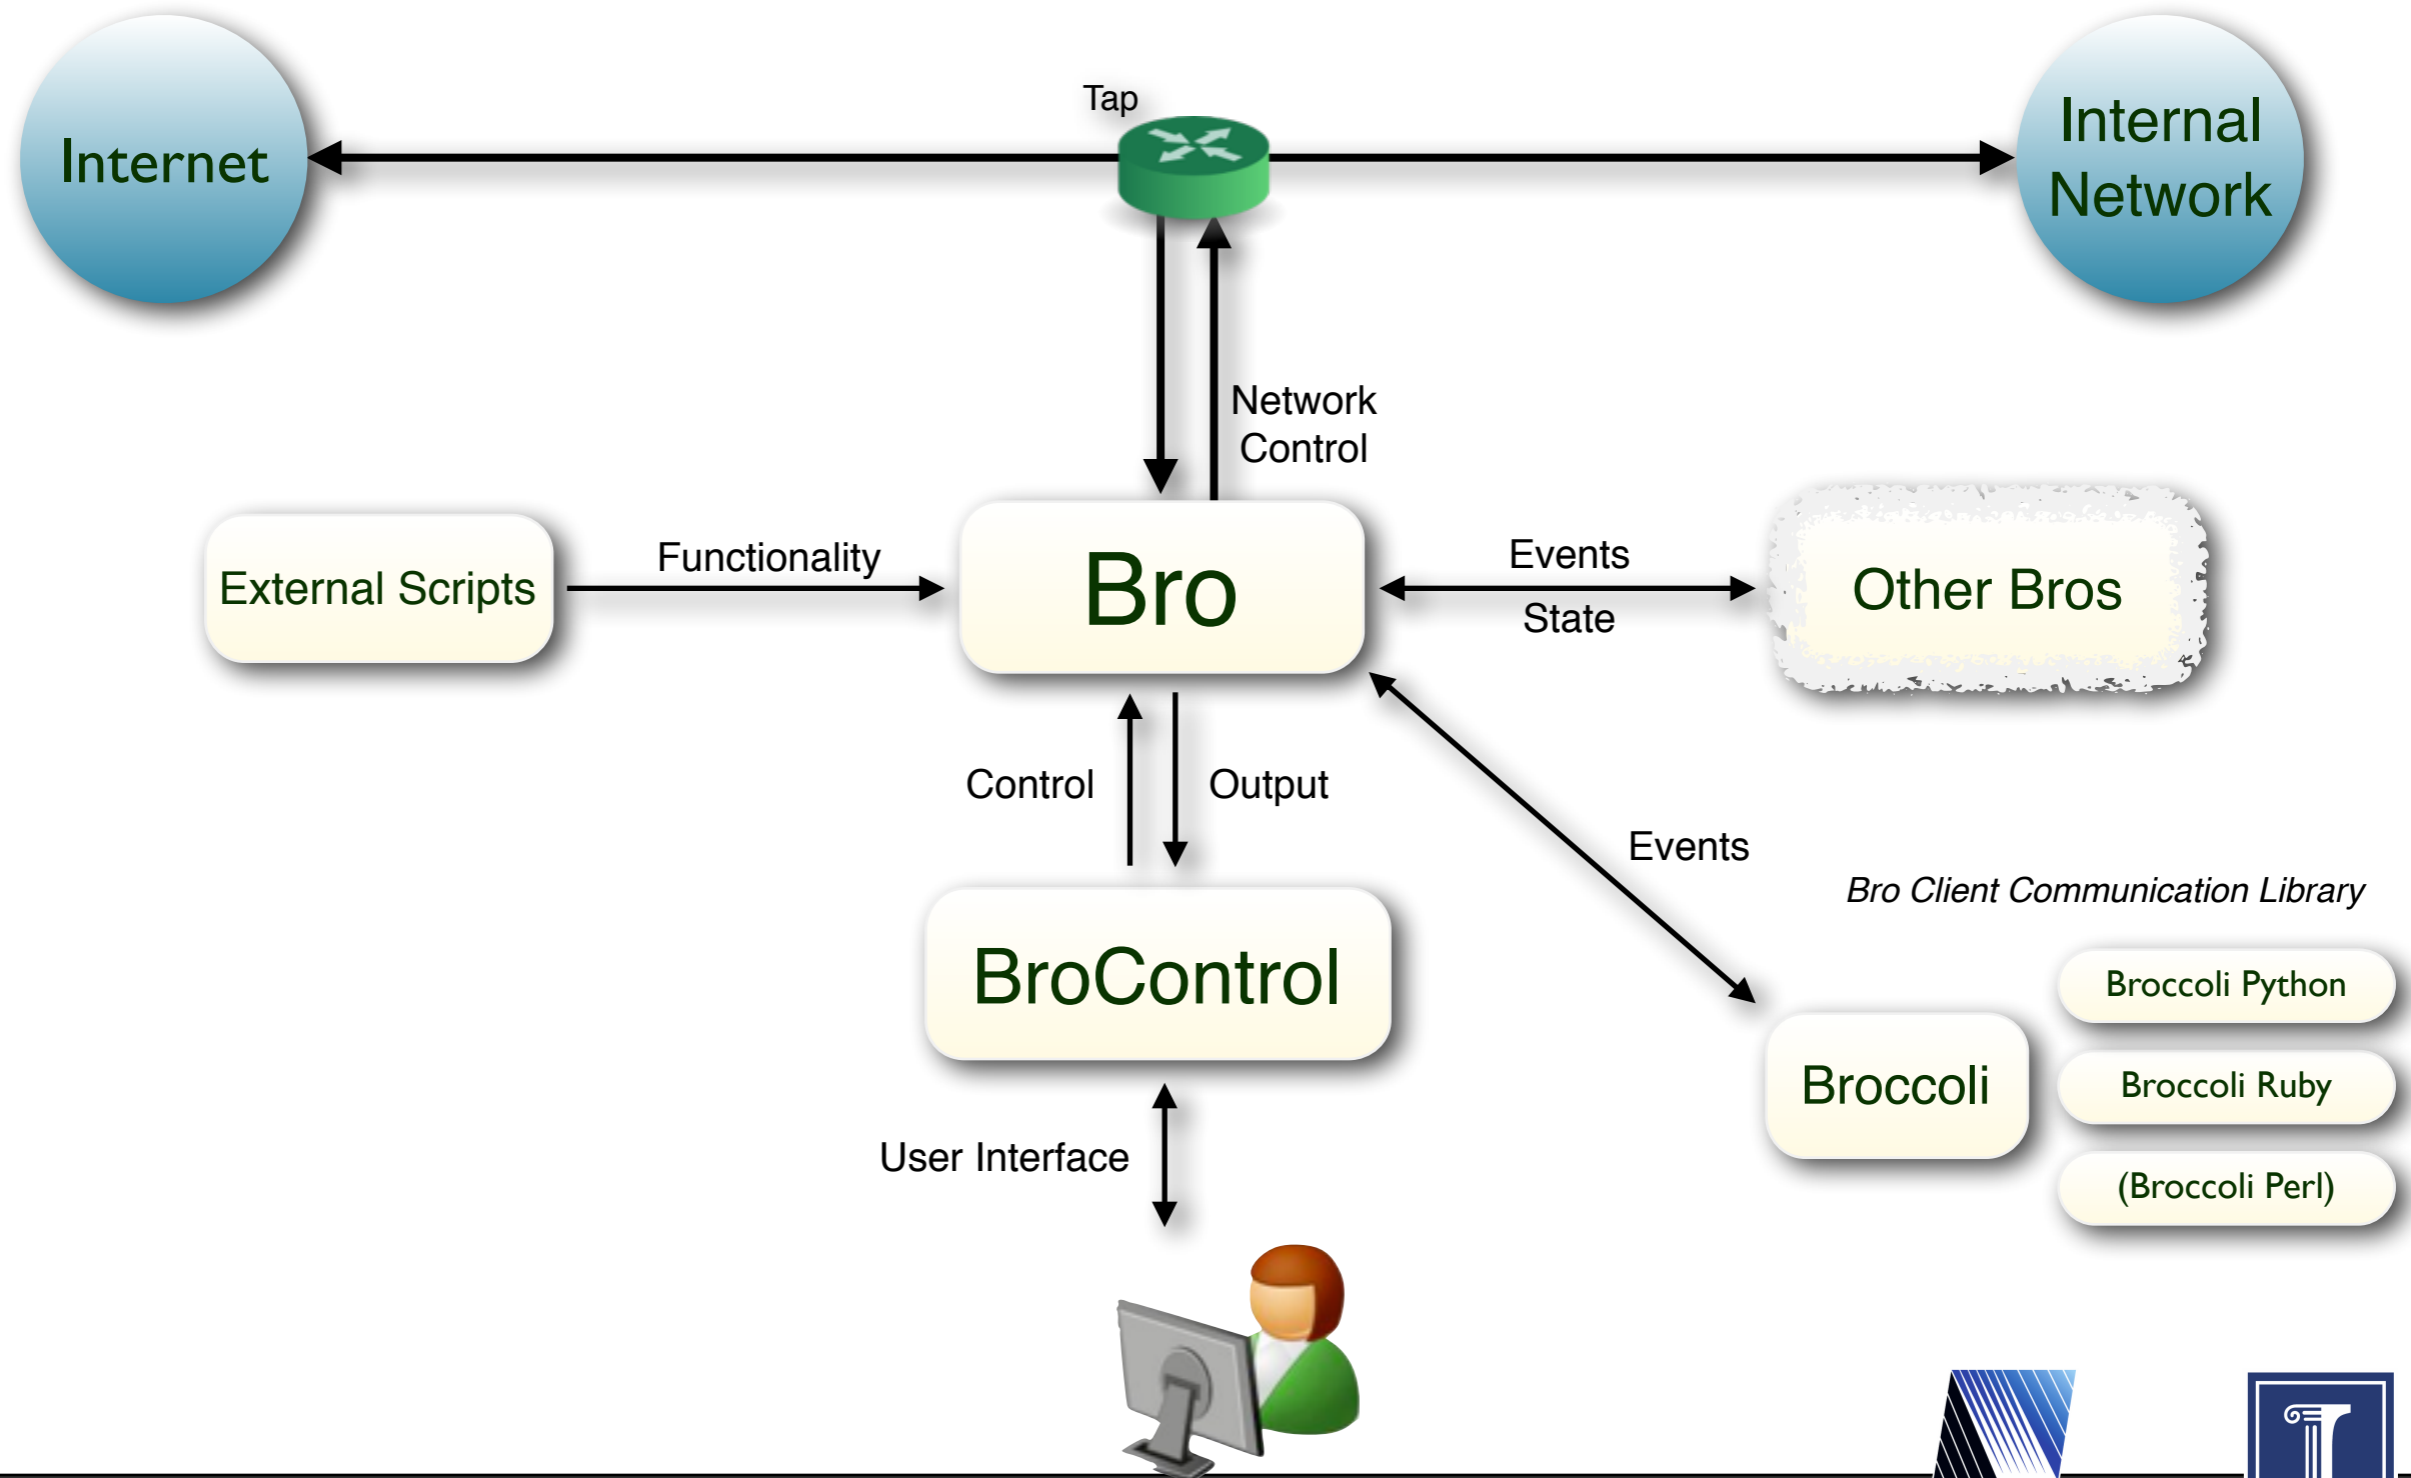 Tap
Internet
Internal
Network
Network
Control
External Scripts
Functionality
Bro
Events
State
Other Bros
Control
Output
Events
Bro Client Communication Library
BroControl
Broccoli Python
Broccoli
Broccoli Ruby
(Broccoli Perl)
User Interface